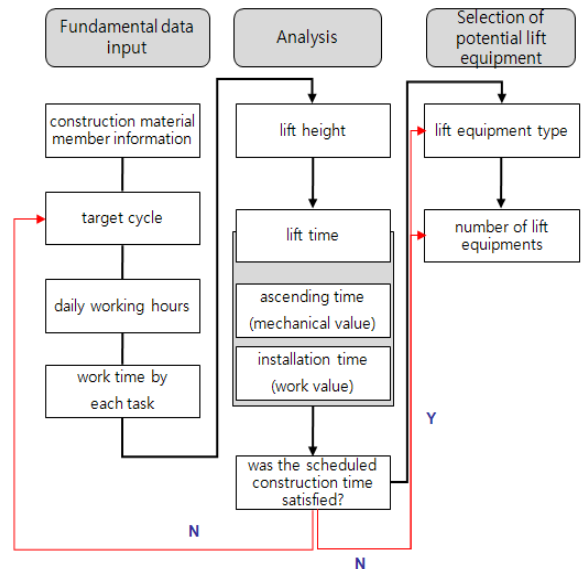 Fundamental data
input
Analysis
Selection of
potential lift
equipment
construction material
member information
target cycle
daily working hours
work time by
each task
lift height
lift time
ascending time
(mechanical value)
installation time
(work value)
was the scheduled
construction time
satisfied?
lift equipment type
number of lift
equipments
Y
N
N